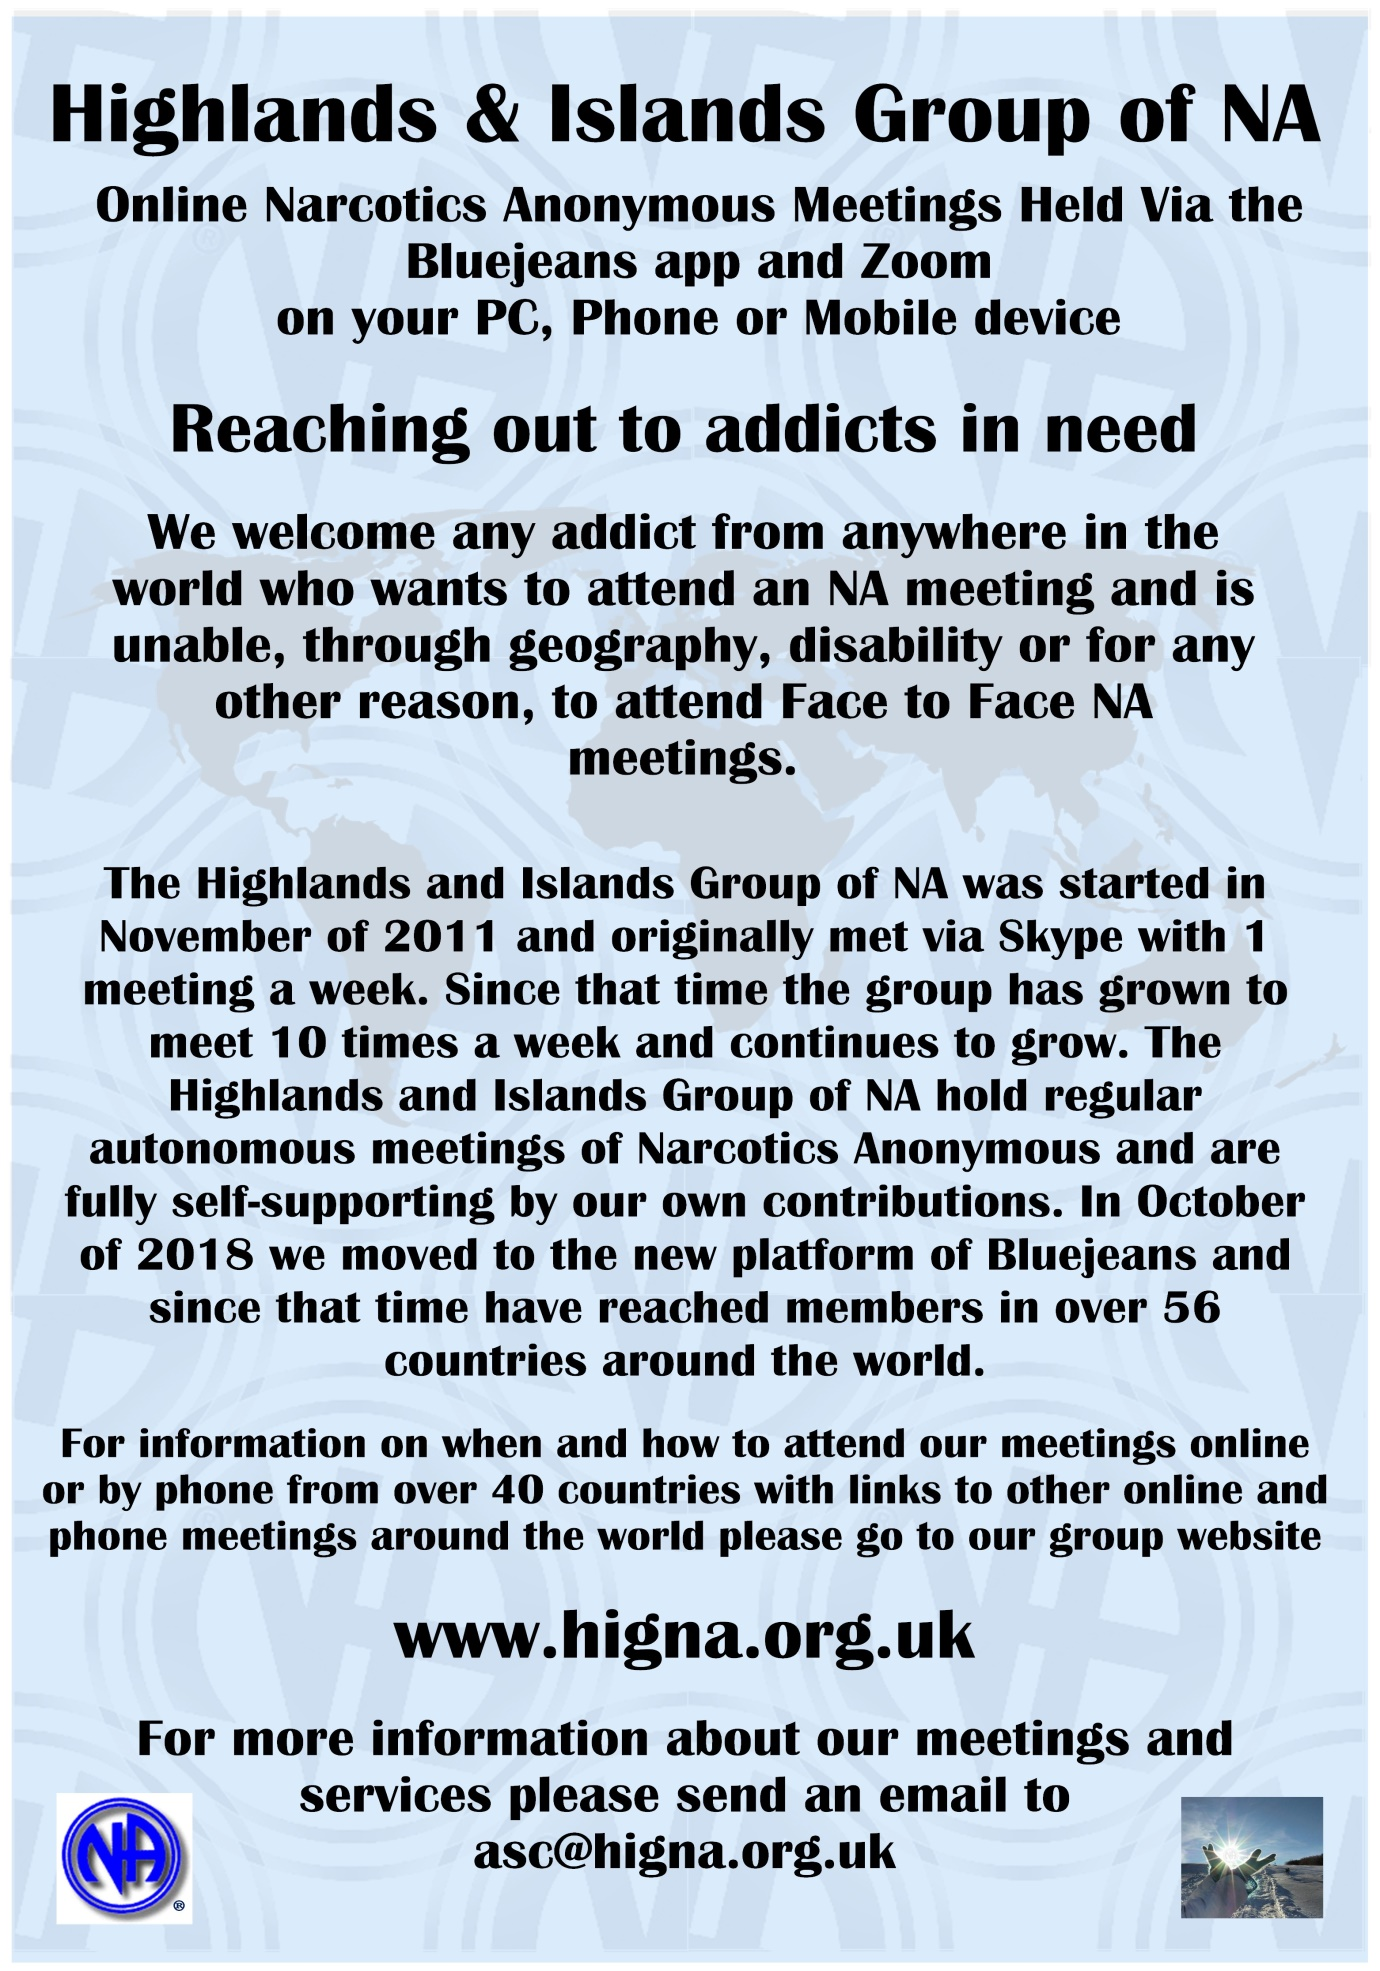 Highlands & Islands Group of NA
Online Narcotics Anonymous Meetings Held Via the
Bluejeans app and Zoom
on your PC, Phone or Mobile device
Reaching out to addicts in need
We welcome any addict from anywhere in the
world who wants to attend an NA meeting and is
unable, through geography, disability or for any
other reason, to attend Face to Face NA
meetings.
The Highlands and Islands Group of NA was started in
November of 2011 and originally met via Skype with 1
meeting a week. Since that time the group has grown to
meet 10 times a week and continues to grow. The
Highlands and Islands Group of NA hold regular
autonomous meetings of Narcotics Anonymous and are
fully self-supporting by our own contributions. In October
of 2018 we moved to the new platform of Bluejeans and
since that time have reached members in over 56
countries around the world.
For information on when and how to attend our meetings online
or by phone from over 40 countries with links to other online and
phone meetings around the world please go to our group website
www.higna.org.uk
For more information about our meetings and
services please send an email to
asc@higna.org.uk
NA
®